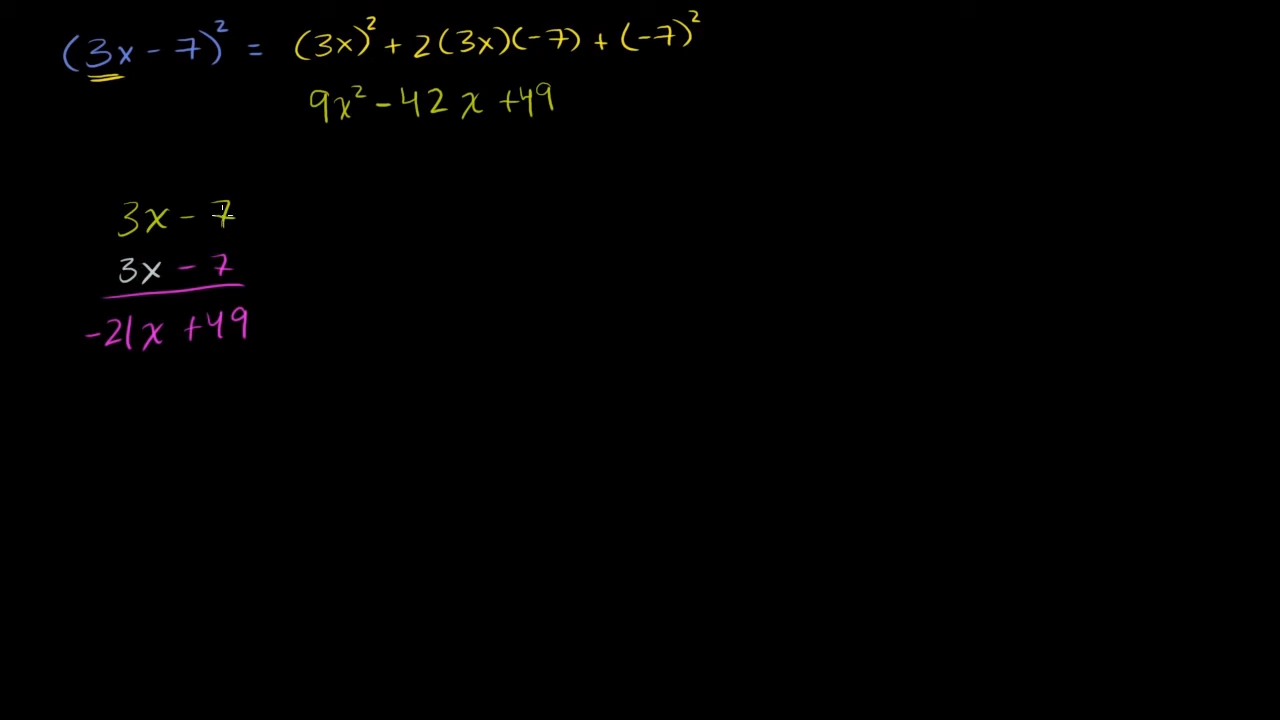 (3x - 7)² = (3x)² + 2(3x)(-7) + (-7)²
9x² - 42x + 49
3x - 7
3x - 7
-21x + 49